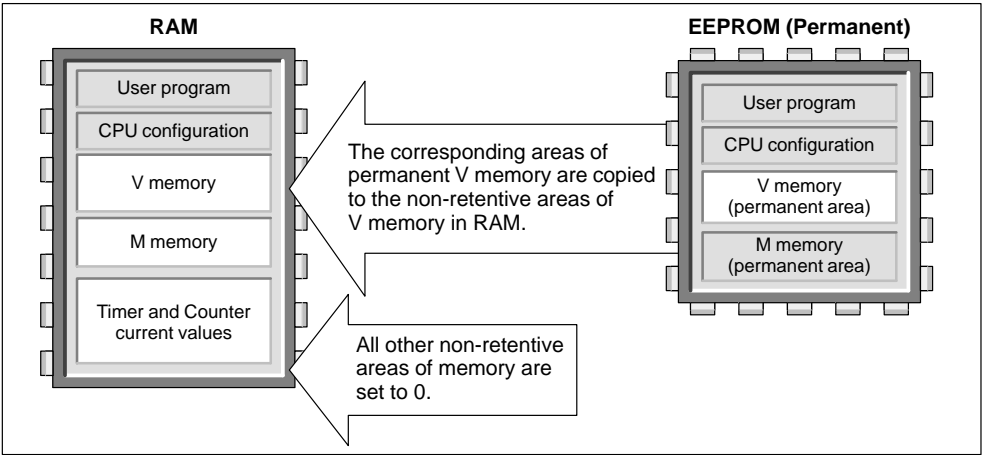 RAM
User program
CPU configuration
V memory
M memory
Timer and Counter
current values
The corresponding areas of
permanent V memory are copied
to the non-retentive areas of
V memory in RAM.
All other non-retentive
areas of memory are
set to 0.
EEPROM (Permanent)
User program
CPU configuration
V memory
(permanent area)
M memory
(permanent area)